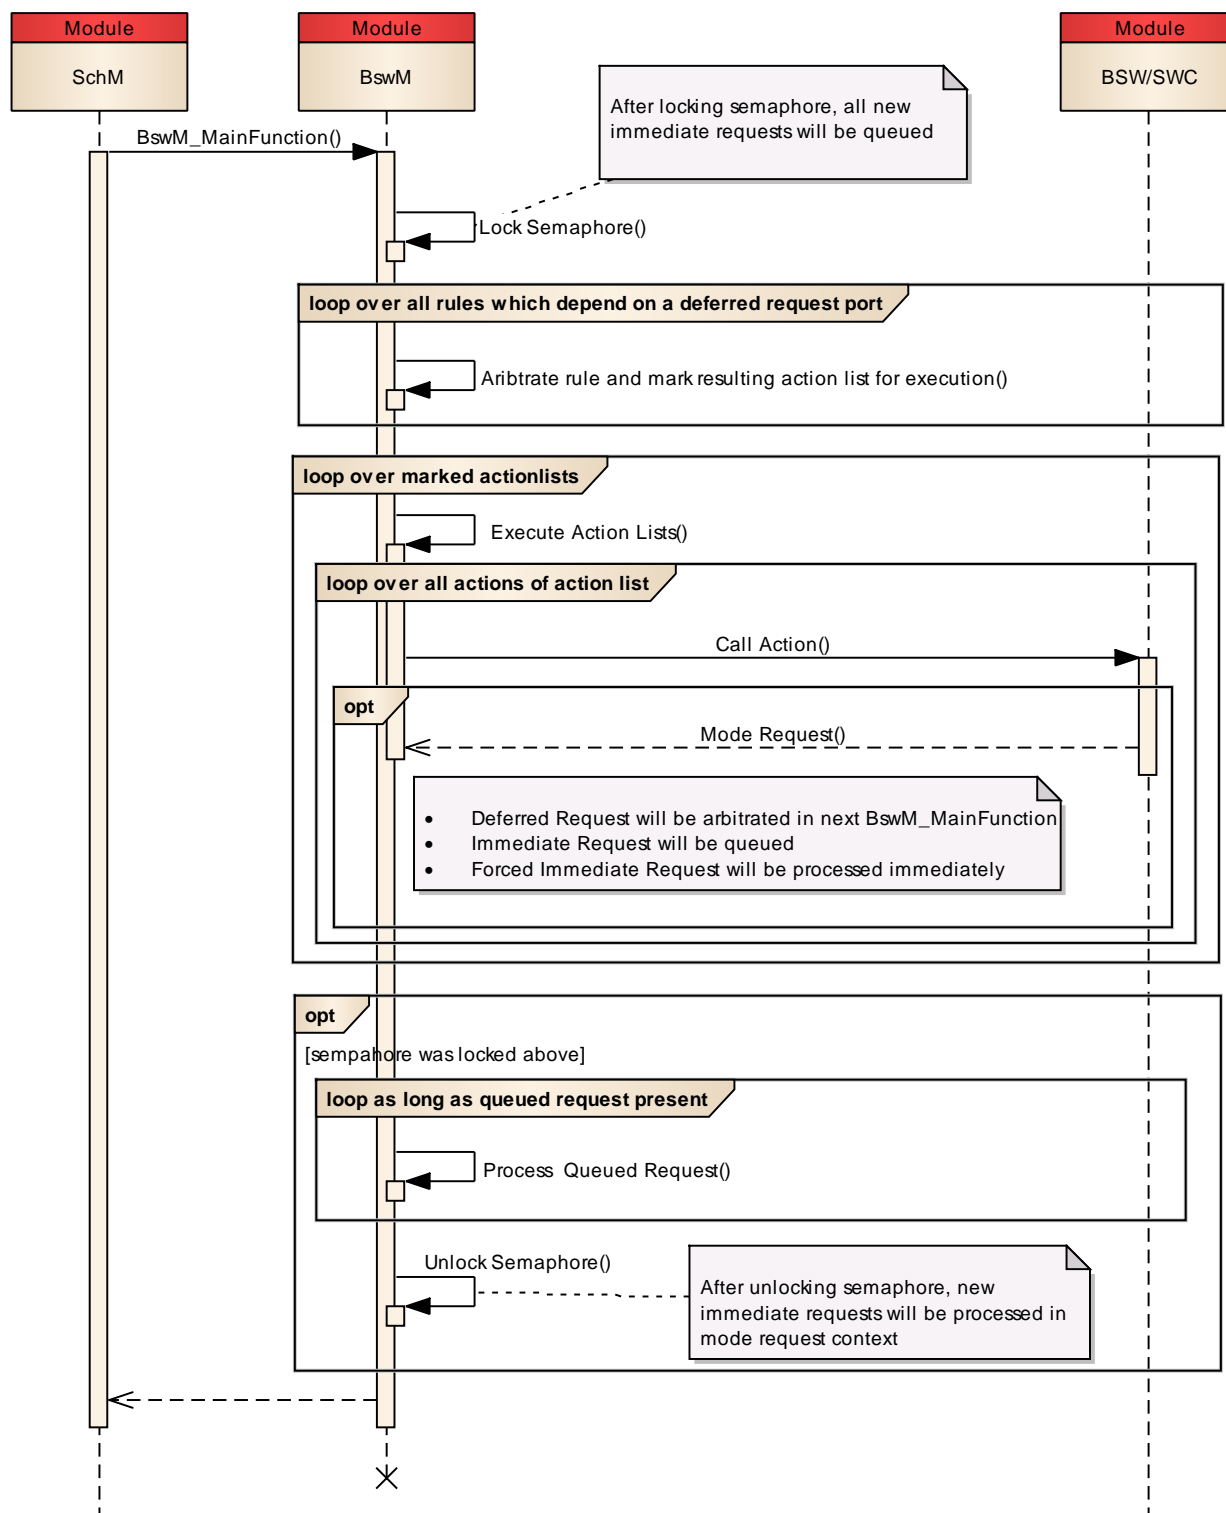 Module
SchM
Module
BswM
Module
BSW/SWC
After locking semaphore, all new
immediate requests will be queued
BswM_MainFunction()
Lock Semaphore()
loop over all rules which depend on a deferred request port
Aribtrate rule and mark resulting action list for execution()
loop over marked actionlists
Execute Action Lists()
loop over all actions of action list
Call Action()
opt
Mode Request()
• Deferred Request will be arbitrated in next BswM_MainFunction
• Immediate Request will be queued
• Forced Immediate Request will be processed immediately
opt
[sempahore was locked above]
loop as long as queued request present
Process Queued Request()
Unlock Semaphore()
After unlocking semaphore, new
immediate requests will be processed in
mode request context